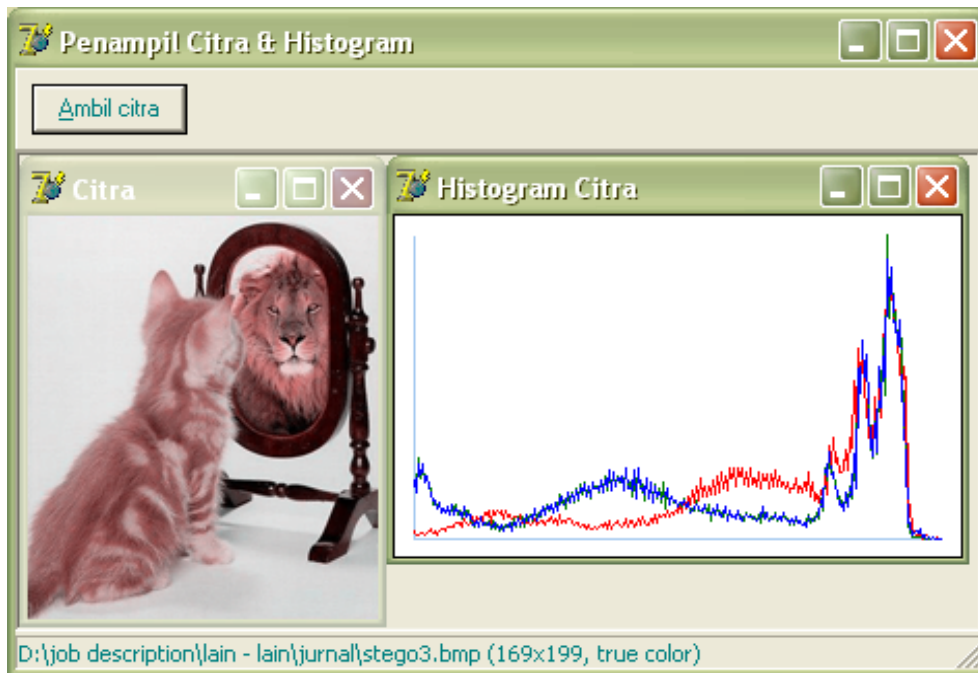 Penampil Citra & Histogram
Ambil citra
Citra
Histogram Citra
D:\job description\lain - lain\jurnal\stego3.bmp (169x199, true color)